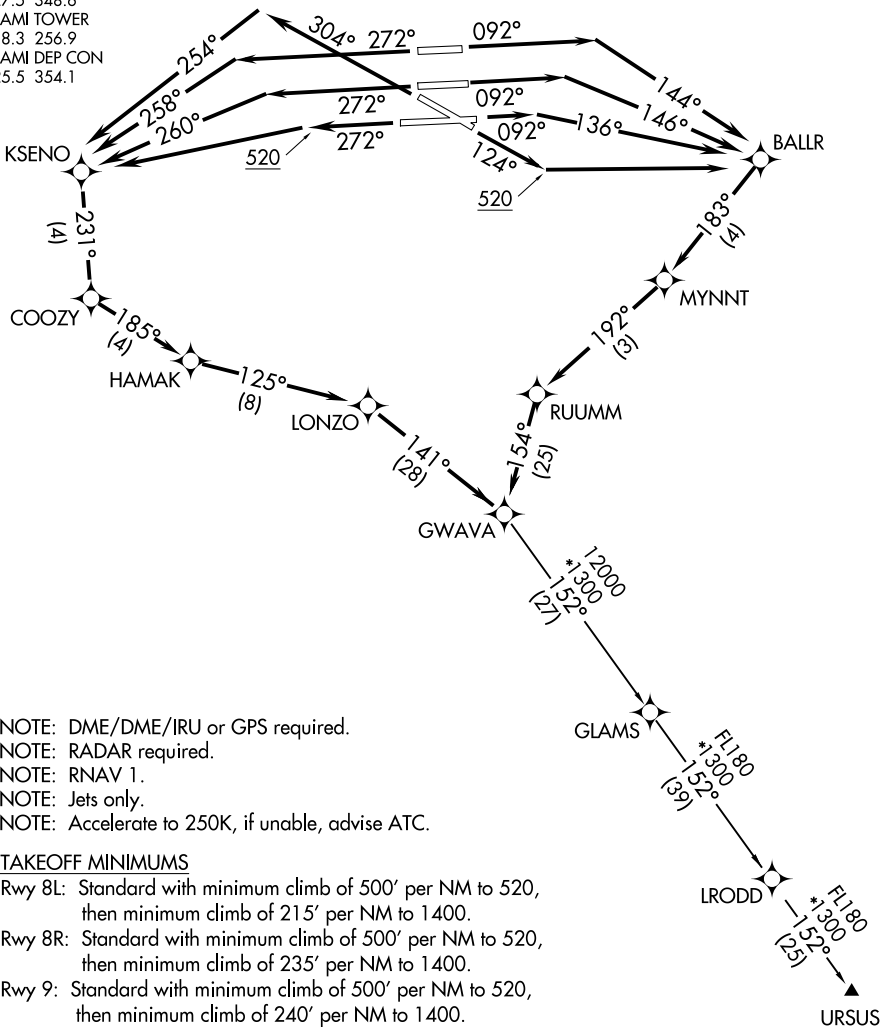 AMI TOWER
8.3 256.9
AMI DEP CON
5.5 354.1
304°
272°
092°
254°
144°
258°
272°
092°
146°
260°
272°
092°
136°
124°
KSENO
520
520
BALLR
231°
(4)
183°
(4)
COOZY
MYNNT
185°
(4)
192°
(3)
HAMAK
125°
(8)
RUUMM
LONZO
154°
(25)
141°
(28)
GWAVA
12000
*1300
152°
(27)
GLAMS
FL180
*1300
152°
(39)
LRODD
FL180
*1300
152°
(25)
URSUS
NOTE: DME/DME/IRU or GPS required.
NOTE: RADAR required.
NOTE: RNAV 1.
NOTE: Jets only.
NOTE: Accelerate to 250K, if unable, advise ATC.
TAKEOFF MINIMUMS
Rwy 8L: Standard with minimum climb of 500' per NM to 520,
then minimum climb of 215' per NM to 1400.
Rwy 8R: Standard with minimum climb of 500' per NM to 520,
then minimum climb of 235' per NM to 1400.
Rwy 9: Standard with minimum climb of 500' per NM to 520,
then minimum climb of 240' per NM to 1400.